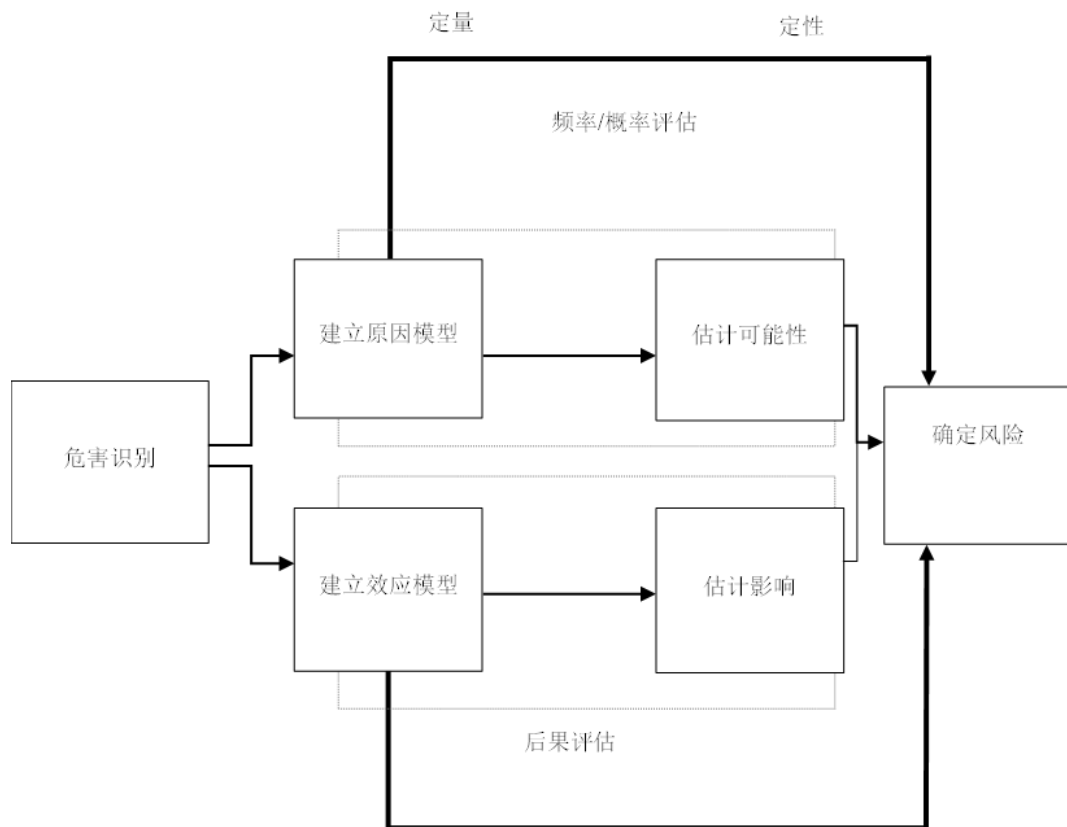 定量
定性
频率/概率评估
建立原因模型
估计可能性
危害识别
确定风险
建立效应模型
估计影响
后果评估